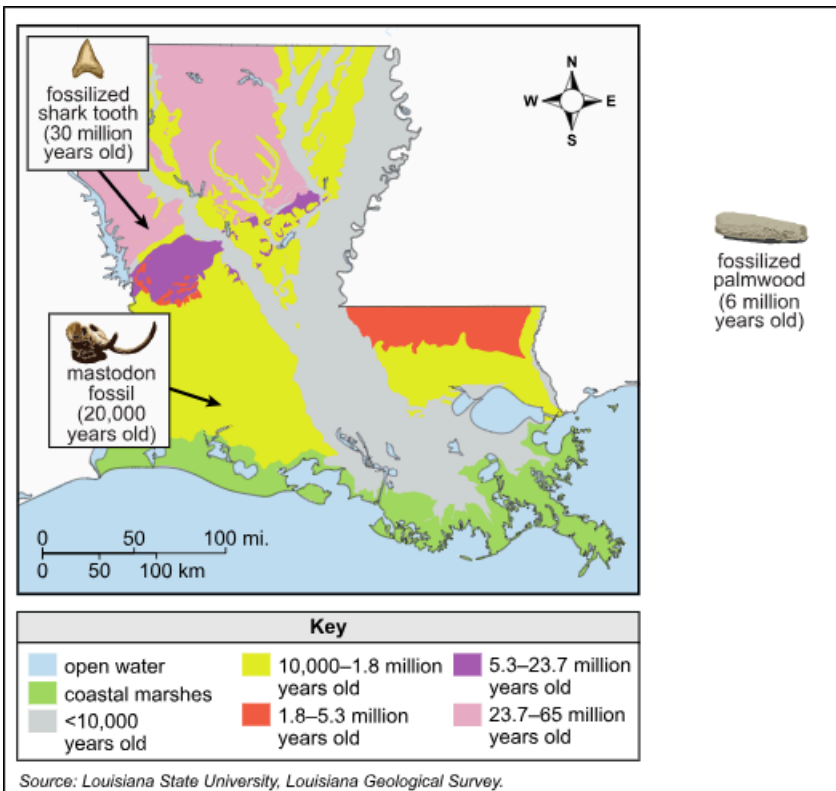 fossilized
shark tooth
(30 million
years old)
N
W E
S
fossilized
palmwood
(6 million
years old)
mastodon
fossil
(20,000
years old)
0 50 100 mi.
0 50 100 km
Key
open water
coastal marshes
<10,000
years old
10,000–1.8 million
years old
1.8–5.3 million
years old
5.3–23.7 million
years old
23.7–65 million
years old
Source: Louisiana State University, Louisiana Geological Survey.